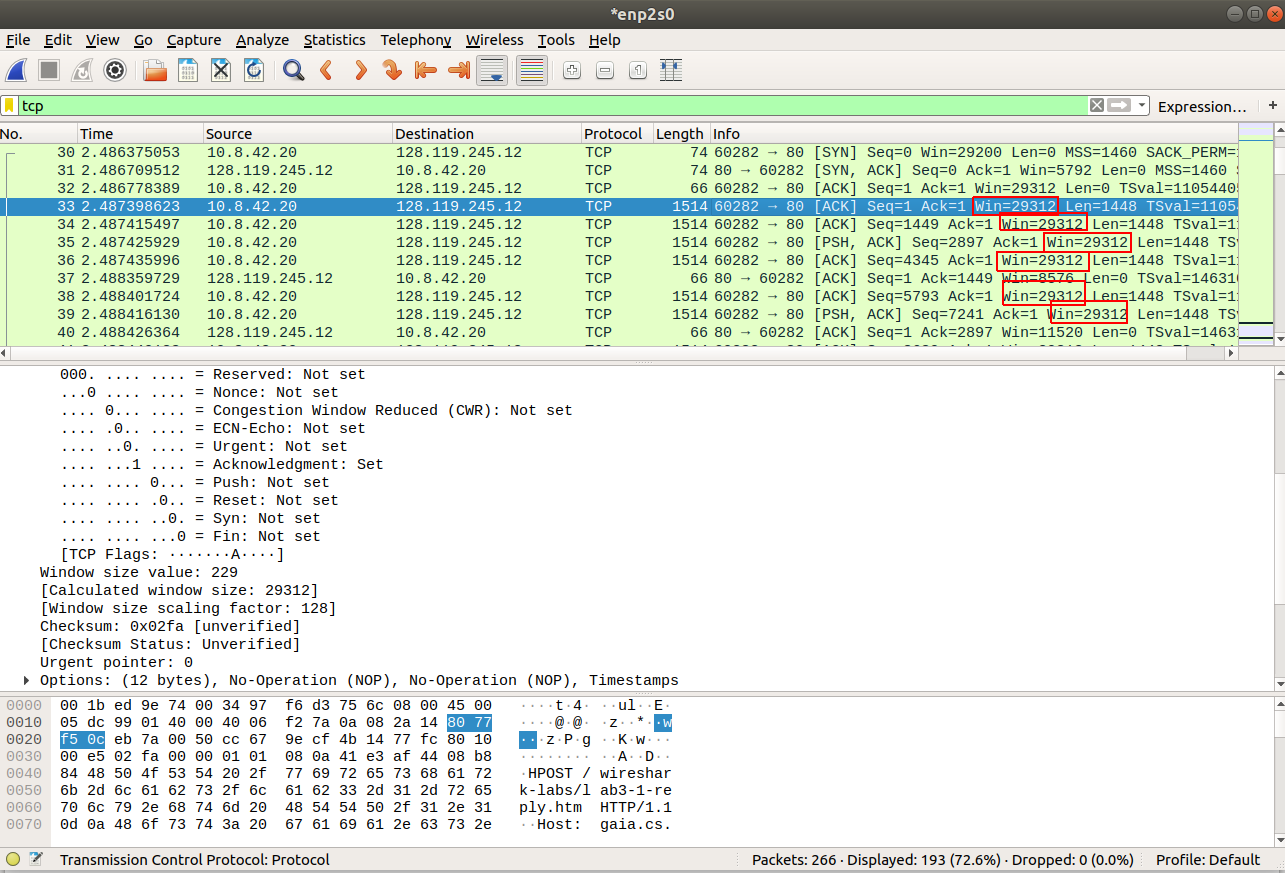 *enp2s0
File Edit View Go Capture Analyze Statistics Telephony Wireless Tools Help
tcp Expression… +
No. Time Source Destination Protocol Length Info
30 2.486375053 10.8.42.20 128.119.245.12 TCP 74 60282 → 80 [SYN] Seq=0 Win=29200 Len=0 MSS=1460 SACK_PERM=
31 2.486709512 128.119.245.12 10.8.42.20 TCP 74 80 → 60282 [SYN, ACK] Seq=0 Ack=1 Win=5792 Len=0 MSS=1460
32 2.486778389 10.8.42.20 128.119.245.12 TCP 66 60282 → 80 [ACK] Seq=1 Ack=1 Win=29312 Len=0 TSval=1105440
33 2.487398623 10.8.42.20 128.119.245.12 TCP 1514 60282 → 80 [ACK] Seq=1 Ack=1 Win=29312 Len=1448 TSval=1105
34 2.487415497 10.8.42.20 128.119.245.12 TCP 1514 60282 → 80 [ACK] Seq=1449 Ack=1 Win=29312 Len=1448 TSval=1
35 2.487425929 10.8.42.20 128.119.245.12 TCP 1514 60282 → 80 [PSH, ACK] Seq=2897 Ack=1 Win=29312 Len=1448 TS
36 2.487435996 10.8.42.20 128.119.245.12 TCP 1514 60282 → 80 [ACK] Seq=4345 Ack=1 Win=29312 Len=1448 TSval=1
37 2.488359729 128.119.245.12 10.8.42.20 TCP 66 80 → 60282 [ACK] Seq=1 Ack=1449 Win=8576 Len=0 TSval=14631
38 2.488401724 10.8.42.20 128.119.245.12 TCP 1514 60282 → 80 [ACK] Seq=5793 Ack=1 Win=29312 Len=1448 TSval=1
39 2.488416130 10.8.42.20 128.119.245.12 TCP 1514 60282 → 80 [PSH, ACK] Seq=7241 Ack=1 Win=29312 Len=1448 TS
40 2.488426364 128.119.245.12 10.8.42.20 TCP 66 80 → 60282 [ACK] Seq=1 Ack=2897 Win=11520 Len=0 TSval=1463
000. .... .... = Reserved: Not set
...0 .... .... = Nonce: Not set
.... 0... .... = Congestion Window Reduced (CWR): Not set
.... .0.. .... = ECN-Echo: Not set
.... ..0. .... = Urgent: Not set
.... ...1 .... = Acknowledgment: Set
.... .... 0... = Push: Not set
.... .... .0.. = Reset: Not set
.... .... ..0. = Syn: Not set
.... .... ...0 = Fin: Not set
[TCP Flags: ·······A····]
Window size value: 229
[Calculated window size: 29312]
[Window size scaling factor: 128]
Checksum: 0x02fa [unverified]
[Checksum Status: Unverified]
Urgent pointer: 0
Options: (12 bytes), No-Operation (NOP), No-Operation (NOP), Timestamps
0000 00 1b ed 9e 74 00 34 97 f6 d3 75 6c 08 00 45 00 ····t·4· ··ul··E·
0010 05 dc 99 01 40 00 40 06 f2 7a 0a 08 2a 14 80 77 ····@·@· ·z··*··w
0020 f5 0c eb 7a 00 50 cc 67 9e cf 4b 14 77 fc 80 10 ···z·P·g ··K·w···
0030 00 e5 02 fa 00 00 01 01 08 0a 41 e3 af 44 08 b8 ········ ··A··D··
0040 84 48 50 4f 53 54 20 2f 77 69 72 65 73 68 61 72 ·HPOST / wireshar
0050 6b 2d 6c 61 62 73 2f 6c 61 62 33 2d 31 2d 72 65 k-labs/l ab3-1-re
0060 70 6c 79 2e 68 74 6d 20 48 54 54 50 2f 31 2e 31 ply.htm HTTP/1.1
0070 0d 0a 48 6f 73 74 3a 20 67 61 69 61 2e 63 73 2e ··Host: gaia.cs.
Transmission Control Protocol: Protocol Packets: 266 · Displayed: 193 (72.6%) · Dropped: 0 (0.0%) Profile: Default